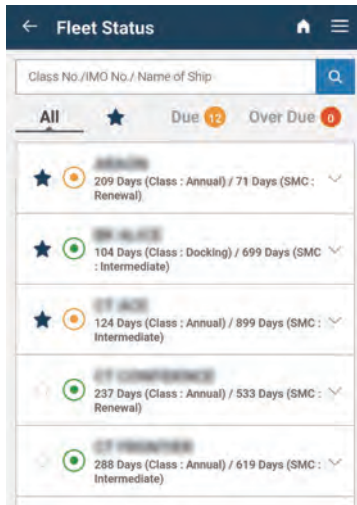 Fleet Status
Class No./IMO No./ Name of Ship
All Due 12 Over Due 0
209 Days (Class : Annual) / 71 Days (SMC :
Renewal)
104 Days (Class : Docking) / 699 Days (SMC
: Intermediate)
124 Days (Class : Annual) / 899 Days (SMC :
Intermediate)
237 Days (Class : Annual) / 533 Days (SMC :
Renewal)
288 Days (Class : Annual) / 619 Days (SMC :
Intermediate)